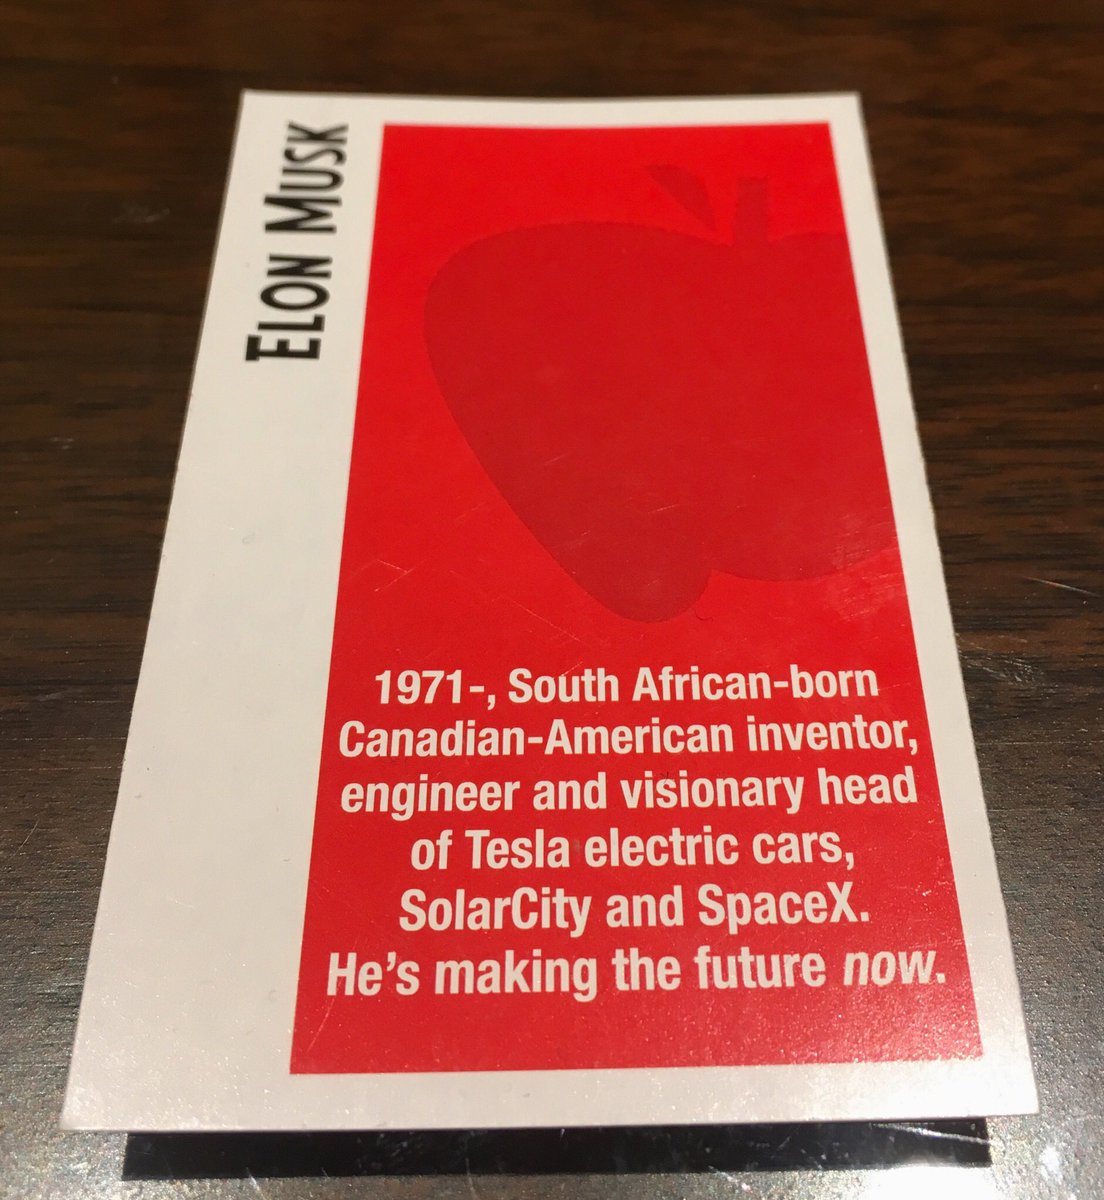 ELON MUSK
1971-, South African-born
Canadian-American inventor,
engineer and visionary head
of Tesla electric cars,
SolarCity and SpaceX.
He's making the future now.